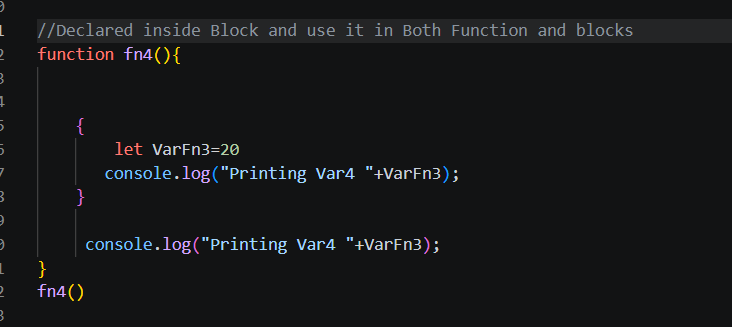 //Declared inside Block and use it in Both Function and blocks
function fn4(){
{
let VarFn3=20
console.log("Printing Var4 "+VarFn3);
}
console.log("Printing Var4 "+VarFn3);
}
fn4()